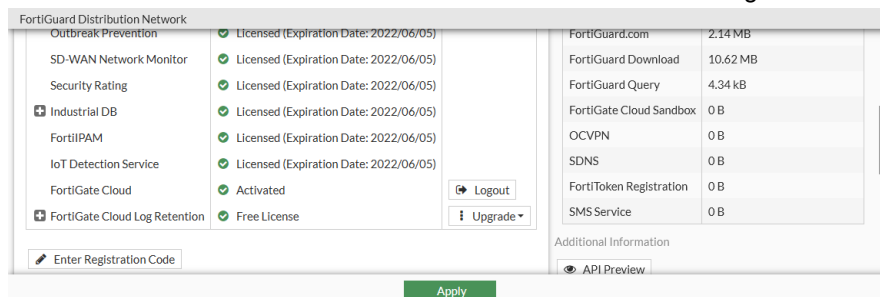 FortiGuard Distribution Network
Outbreak Prevention Licensed (Expiration Date: 2022/06/05)
SD-WAN Network Monitor Licensed (Expiration Date: 2022/06/05)
Security Rating Licensed (Expiration Date: 2022/06/05)
Industrial DB Licensed (Expiration Date: 2022/06/05)
FortiIPAM Licensed (Expiration Date: 2022/06/05)
IoT Detection Service Licensed (Expiration Date: 2022/06/05)
FortiGate Cloud Activated Logout
FortiGate Cloud Log Retention Free License Upgrade
Enter Registration Code
FortiGuard.com 2.14 MB
FortiGuard Download 10.62 MB
FortiGuard Query 4.34 kB
FortiGate Cloud Sandbox 0 B
OCVPN 0 B
SDNS 0 B
FortiToken Registration 0 B
SMS Service 0 B
Additional Information
API Preview
Apply